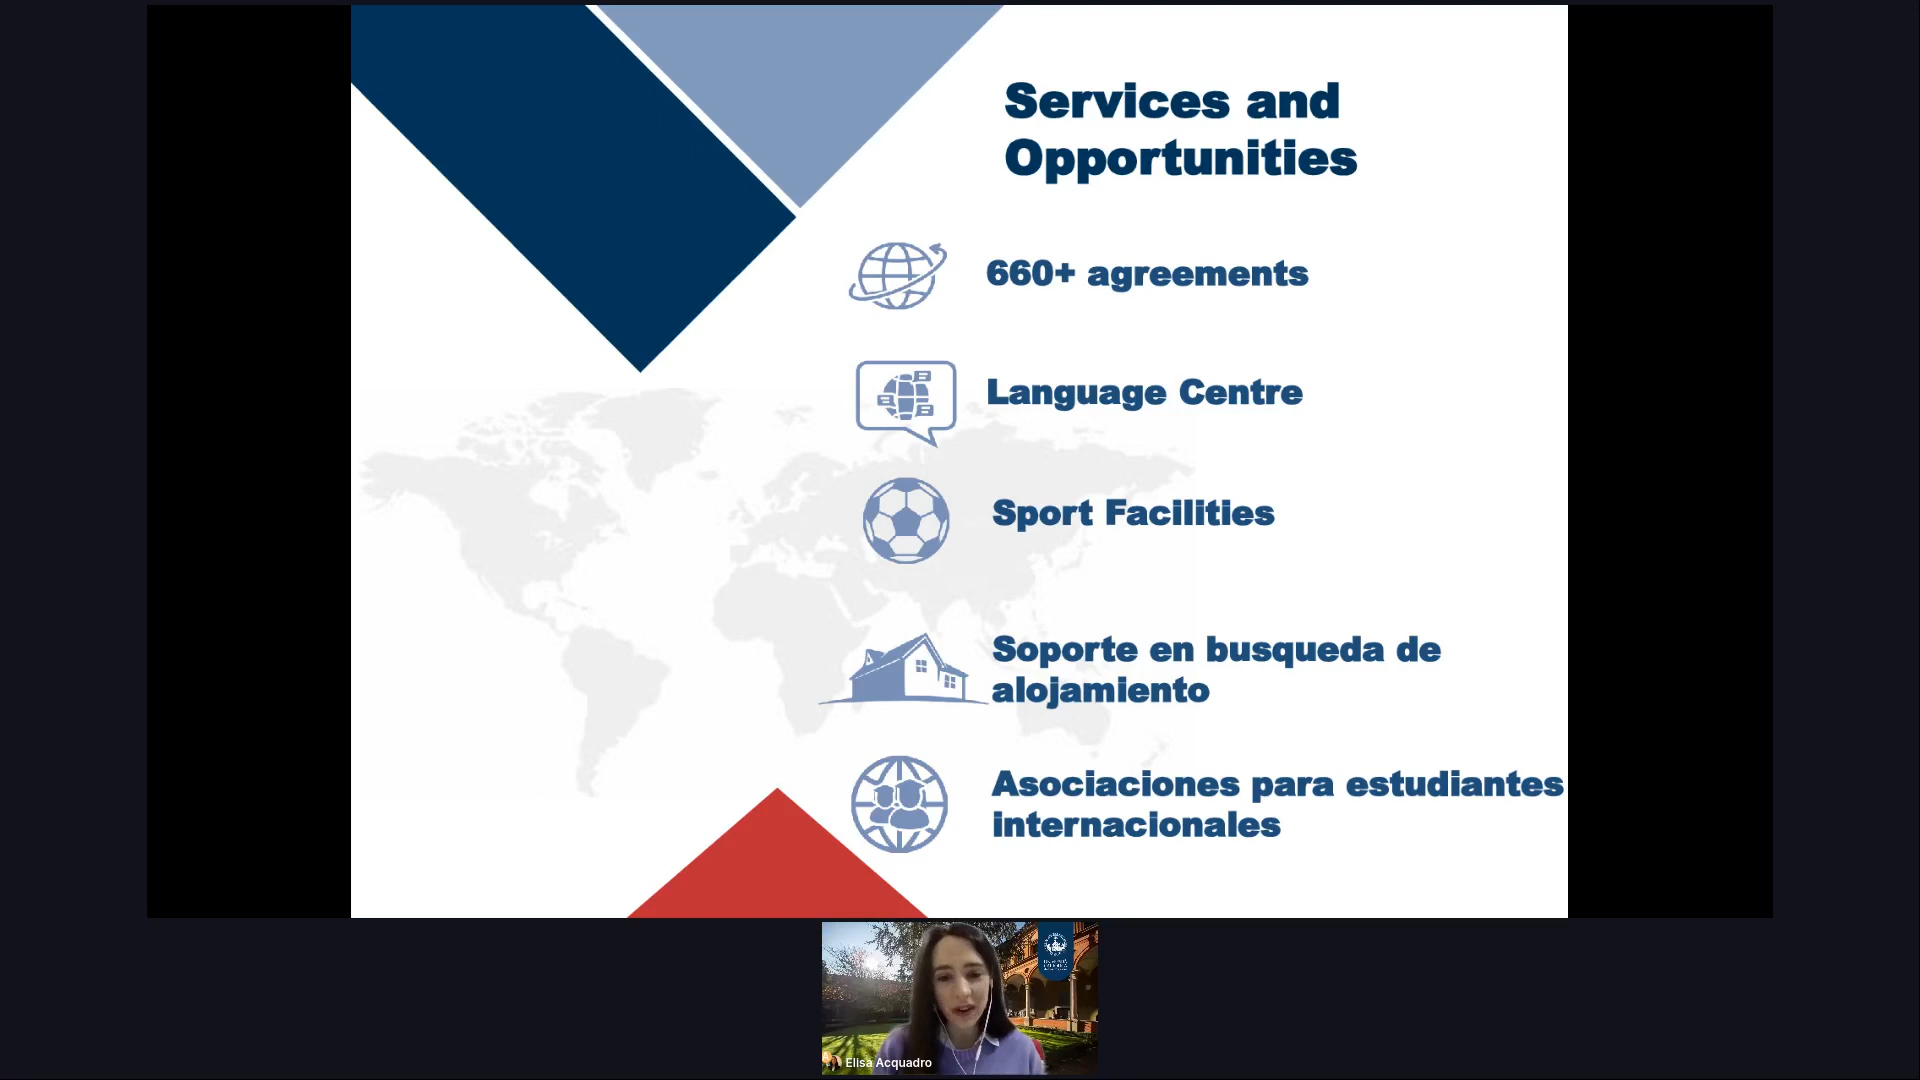 Services and
Opportunities
660+ agreements
Language Centre
Sport Facilities
Soporte en busqueda de
alojamiento
Asociaciones para estudiantes
internacionales
Elisa Acquadro